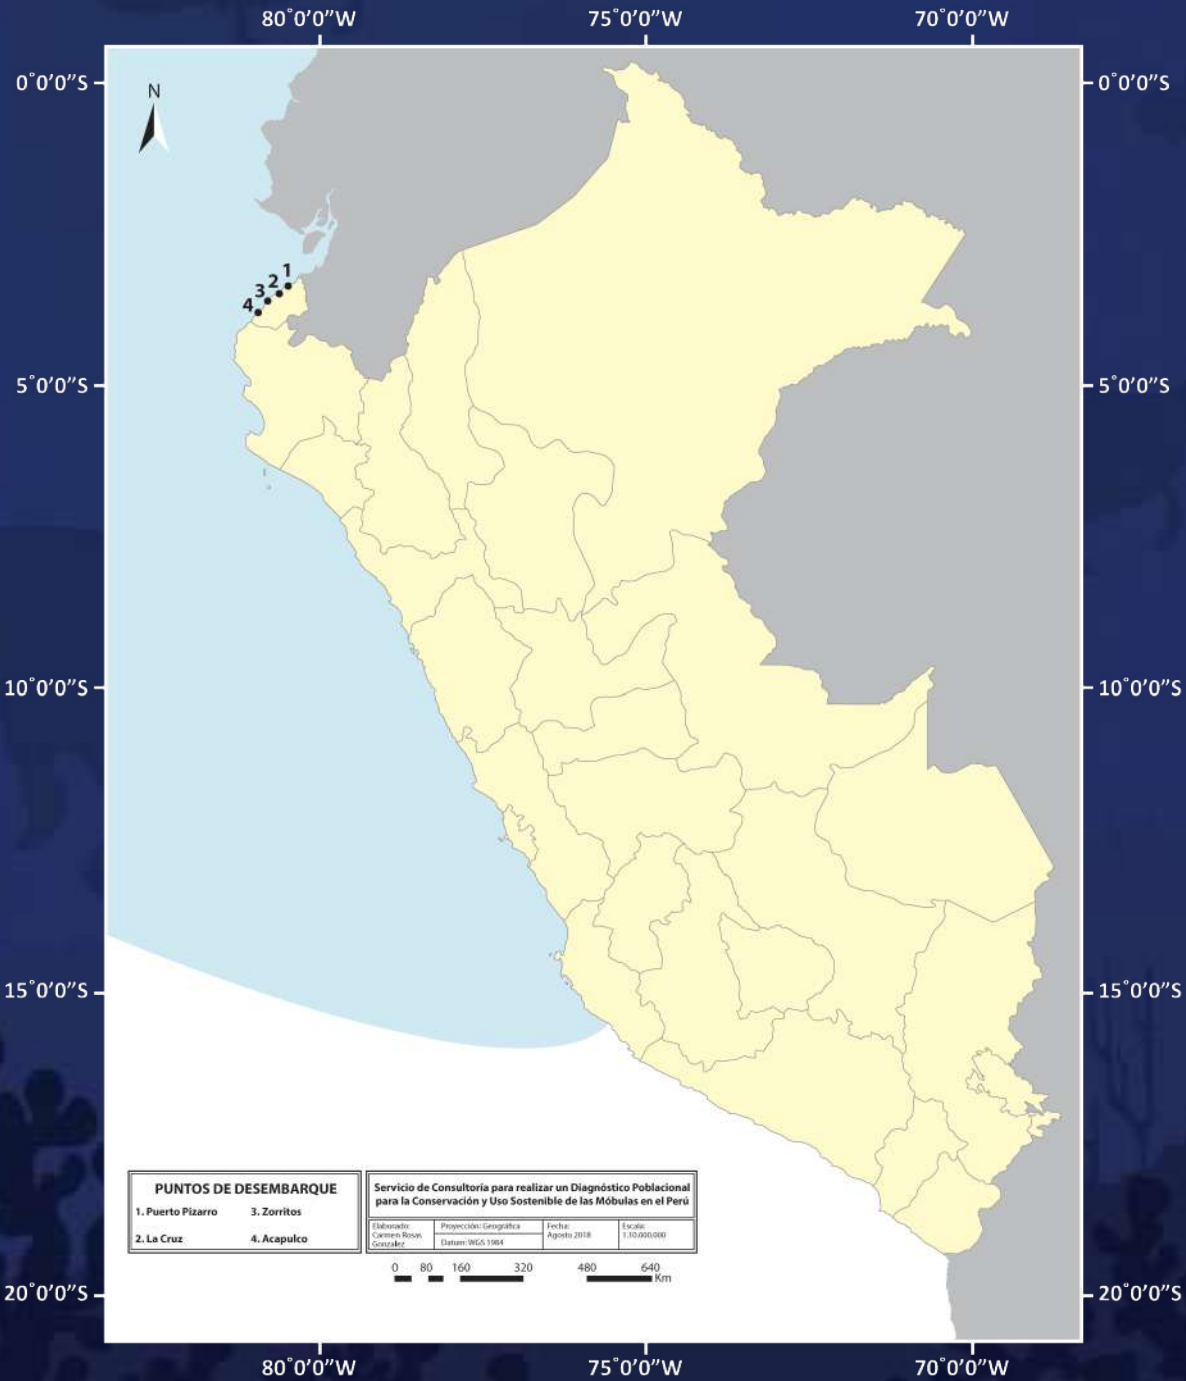 80°0'0"W 75°0'0"W 70°0'0"W
0°0'0"S 0°0'0"S
N
1
2
3
4
5°0'0"S 5°0'0"S
10°0'0"S 10°0'0"S
15°0'0"S 15°0'0"S
PUNTOS DE DESEMBARQUE
1. Puerto Pizarro 3. Zorritos
2. La Cruz 4. Acapulco
Servicio de Consultoría para realizar un Diagnóstico Poblacional
para la Conservación y Uso Sostenible de las Móbulas en el Perú
Elaborado:
Carmen Rosas
Gonzalez
Proyección: Geográfica
Datum: WGS 1984
Fecha:
Agosto 2018
Escala:
1:10.000.000
0 80 160 320 480 640
Km
20°0'0"S 20°0'0"S
80°0'0"W 75°0'0"W 70°0'0"W